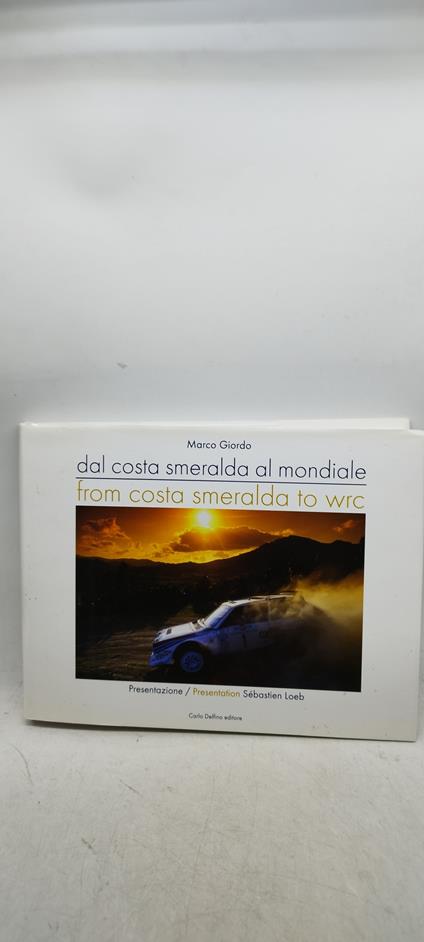 Marco Giordo
dal costa smeralda al mondiale
from costa smeralda to wrc
Presentazione / Presentation Sébastien Loeb
Carlo Delfino editore